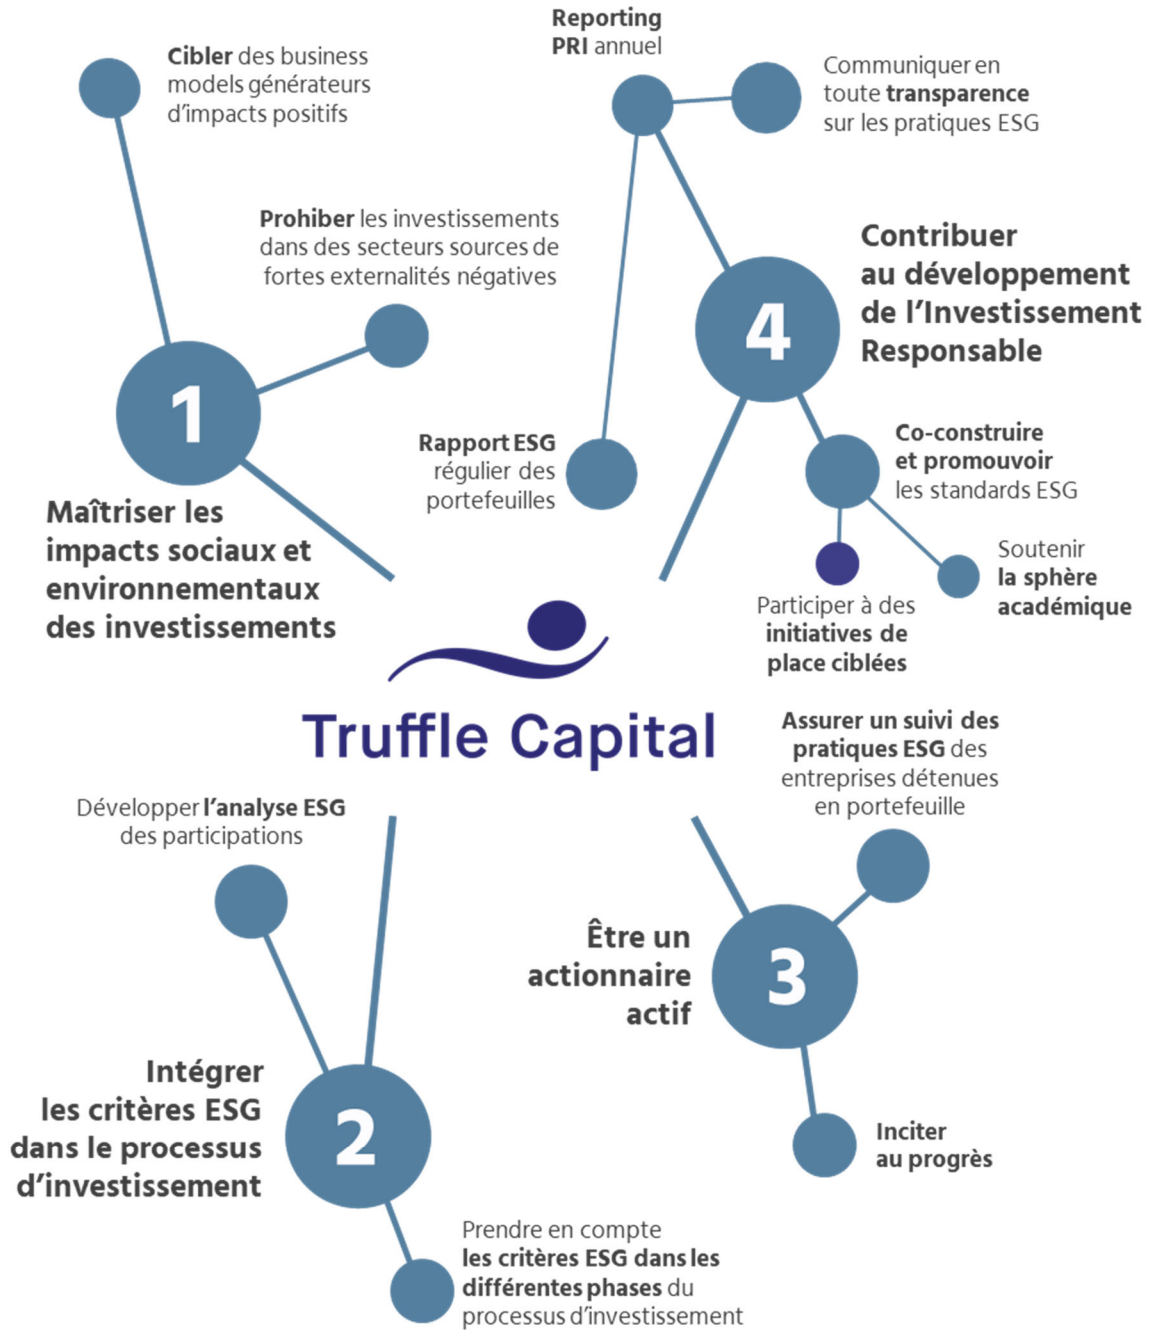 Cibler des business
models générateurs
d'impacts positifs
Prohiber les investissements
dans des secteurs sources de
fortes externalités négatives
1
Maîtriser les
impacts sociaux et
environnementaux
des investissements
Reporting
PRI annuel
Communiquer en
toute transparence
sur les pratiques ESG
4
Contribuer
au développement
de l'Investissement
Responsable
Rapport ESG
régulier des
portefeuilles
Co-construire
et promouvoir
les standards ESG
Soutenir
la sphère
académique
Participer à des
initiatives de
place ciblées
Truffle Capital
Développer l'analyse ESG
des participations
2
Intégrer
les critères ESG
dans le processus
d'investissement
Prendre en compte
les critères ESG dans les
différentes phases du
processus d'investissement
Assurer un suivi des
pratiques ESG des
entreprises détenues
en portefeuille
3
Être un
actionnaire
actif
Inciter
au progrès